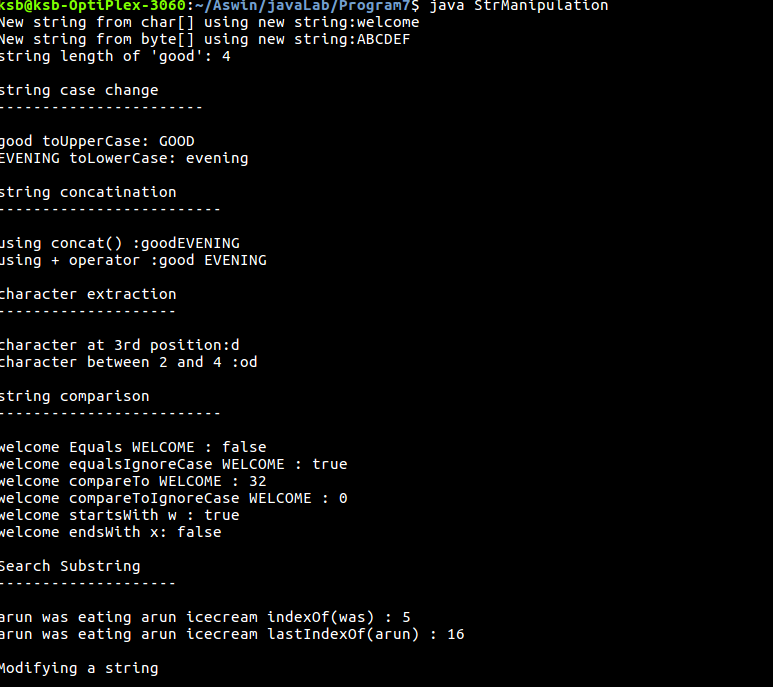 ksb@ksb-OptiPlex-3060:~/Aswin/javaLab/Program7$ java StrManipulation
New string from char[] using new string:welcome
New string from byte[] using new string:ABCDEF
string length of 'good': 4
string case change
-----------------------
good toUpperCase: GOOD
EVENING toLowerCase: evening
string concatination
-------------------------
using concat() :goodEVENING
using + operator :good EVENING
character extraction
--------------------
character at 3rd position:d
character between 2 and 4 :od
string comparison
-------------------------
welcome Equals WELCOME : false
welcome equalsIgnoreCase WELCOME : true
welcome compareTo WELCOME : 32
welcome compareToIgnoreCase WELCOME : 0
welcome startsWith w : true
welcome endsWith x: false
Search Substring
--------------------
arun was eating arun icecream indexOf(was) : 5
arun was eating arun icecream lastIndexOf(arun) : 16
Modifying a string